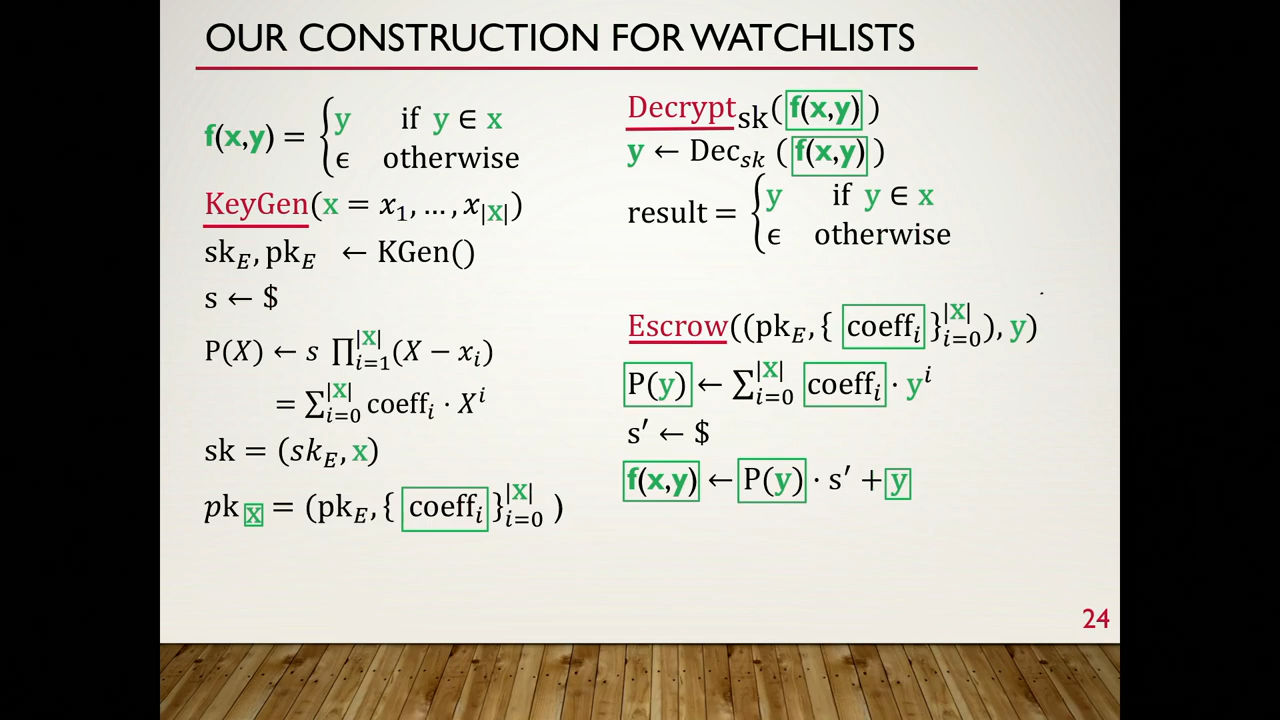 OUR CONSTRUCTION FOR WATCHLISTS
f(x,y) = { y if y ∈ x
ϵ otherwise
KeyGen(x = x₁, …, x_|x|)
sk_E, pk_E ← KGen()
s ← $
P(X) ← s ∏_{i=1}^{|x|}(X − x_i)
= ∑_{i=0}^{|x|} coeff_i · X^i
sk = (sk_E, x)
pk_x = (pk_E, { coeff_i }_{i=0}^{|x|} )
Decrypt_sk( f(x,y) )
y ← Dec_sk ( f(x,y) )
result = { y if y ∈ x
ϵ otherwise
Escrow((pk_E, { coeff_i }_{i=0}^{|x|}), y)
P(y) ← ∑_{i=0}^{|x|} coeff_i · y^i
s′ ← $
f(x,y) ← P(y) · s′ + y
24